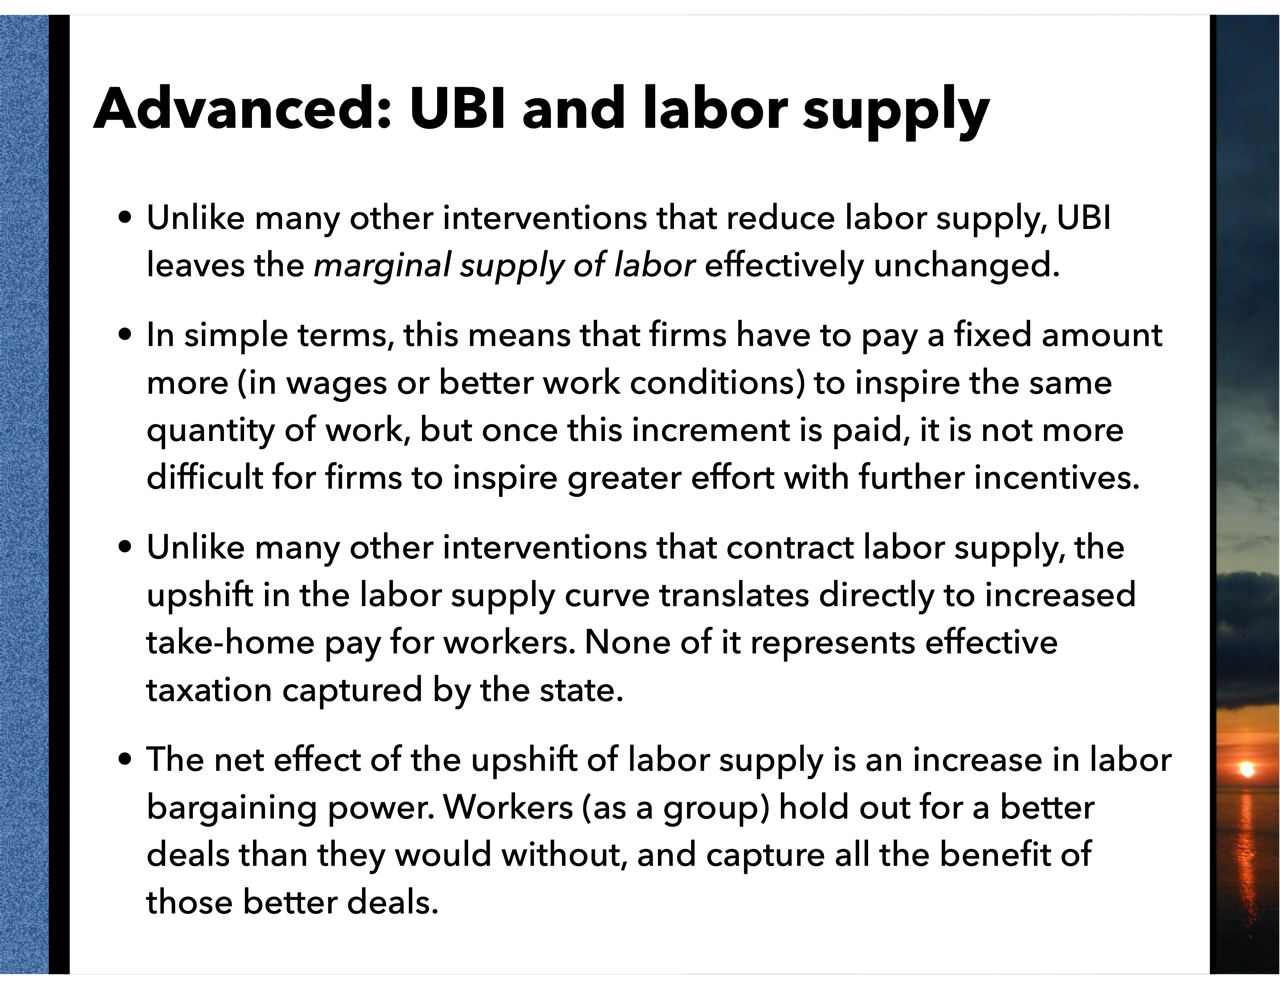 Advanced: UBI and labor supply
• Unlike many other interventions that reduce labor supply, UBI
leaves the marginal supply of labor effectively unchanged.
• In simple terms, this means that firms have to pay a fixed amount
more (in wages or better work conditions) to inspire the same
quantity of work, but once this increment is paid, it is not more
difficult for firms to inspire greater effort with further incentives.
• Unlike many other interventions that contract labor supply, the
upshift in the labor supply curve translates directly to increased
take-home pay for workers. None of it represents effective
taxation captured by the state.
• The net effect of the upshift of labor supply is an increase in labor
bargaining power. Workers (as a group) hold out for a better
deals than they would without, and capture all the benefit of
those better deals.